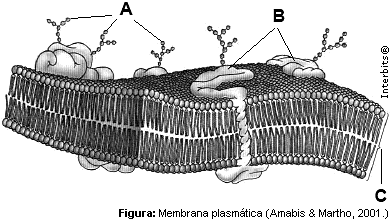 A
B
Interbits®
C
Figura: Membrana plasmática (Amabis & Martho, 2001.)